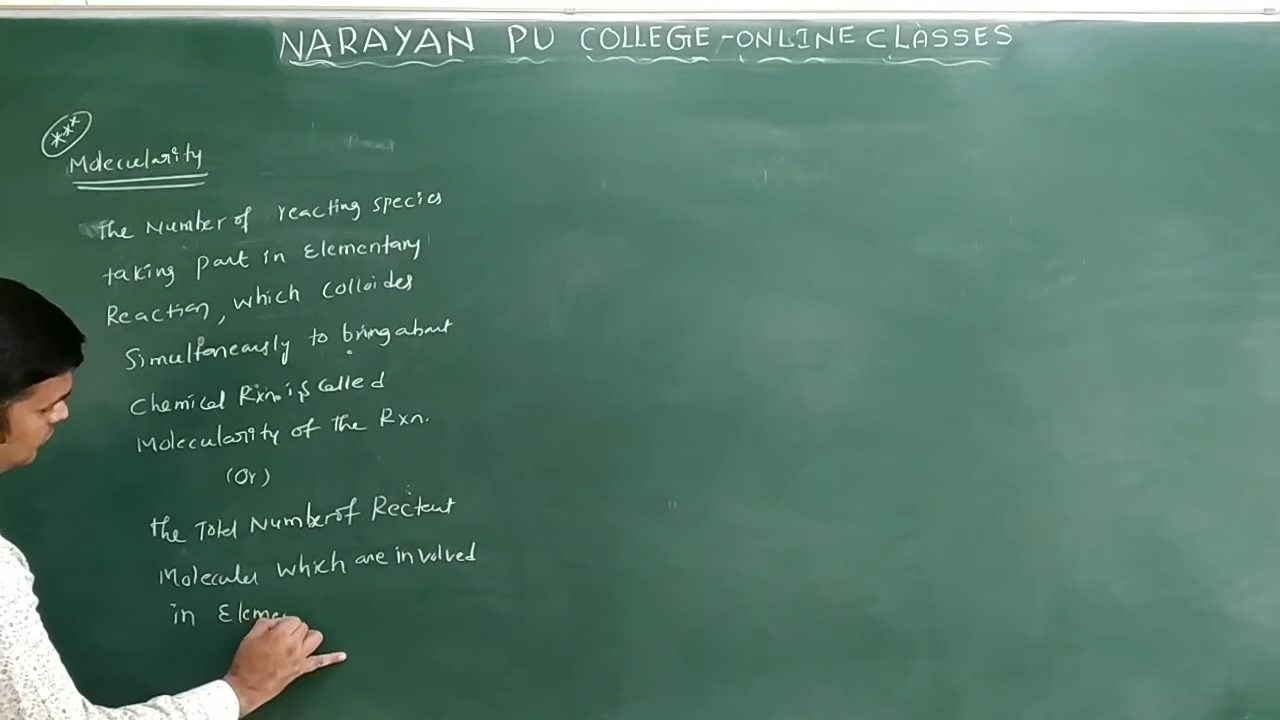 NARAYAN PU COLLEGE-ONLINE CLASSES
***
Molecularity
The Number of reacting species
taking part in Elementary
Reaction, which Colloides
Simultaneously to bring about
Chemical Rxn. is called
Molecularity of the Rxn.
(Or)
The Total Number of Rectent
Molecules which are involved
in Elemen